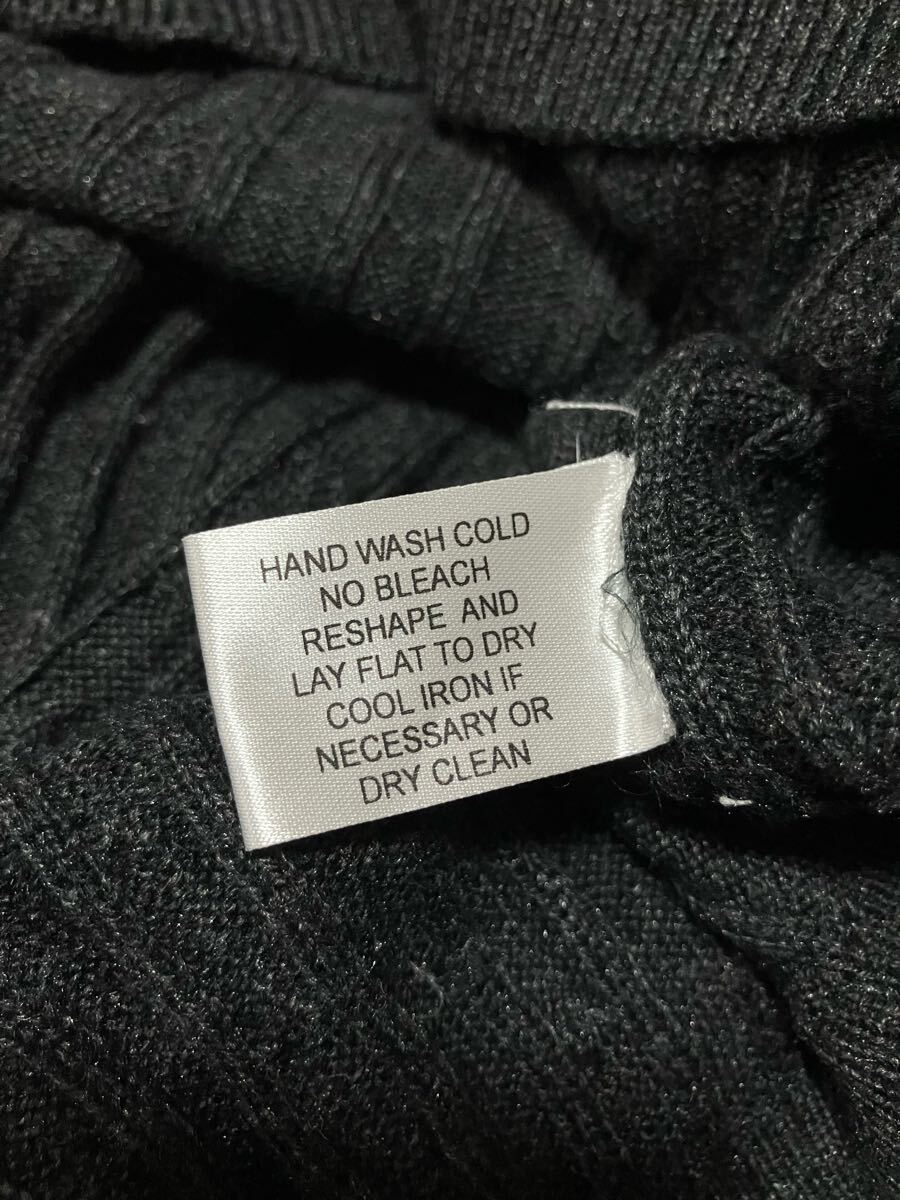 HAND WASH COLD
NO BLEACH
RESHAPE AND
LAY FLAT TO DRY
COOL IRON IF
NECESSARY OR
DRY CLEAN